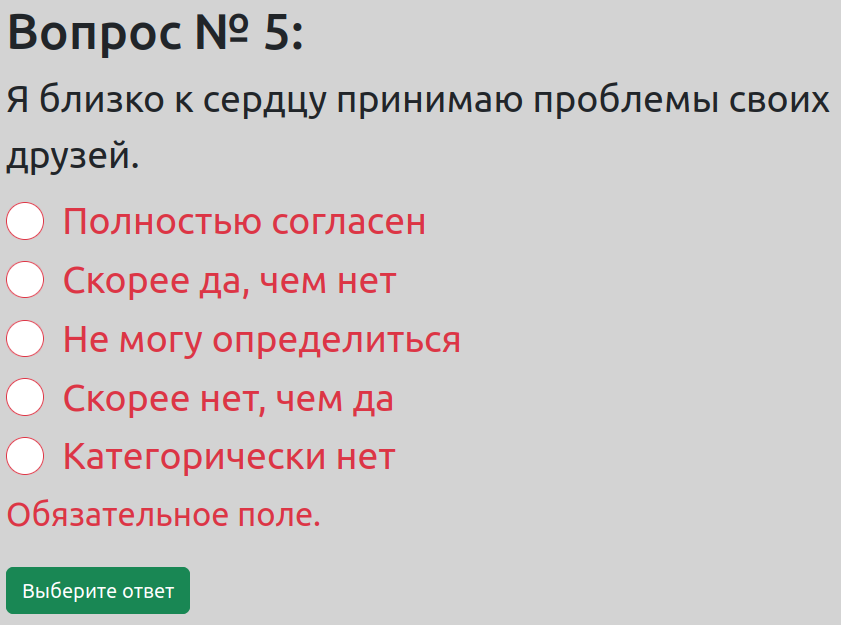 Вопрос № 5:
Я близко к сердцу принимаю проблемы своих
друзей.
Полностью согласен
Скорее да, чем нет
Не могу определиться
Скорее нет, чем да
Категорически нет
Обязательное поле.
Выберите ответ